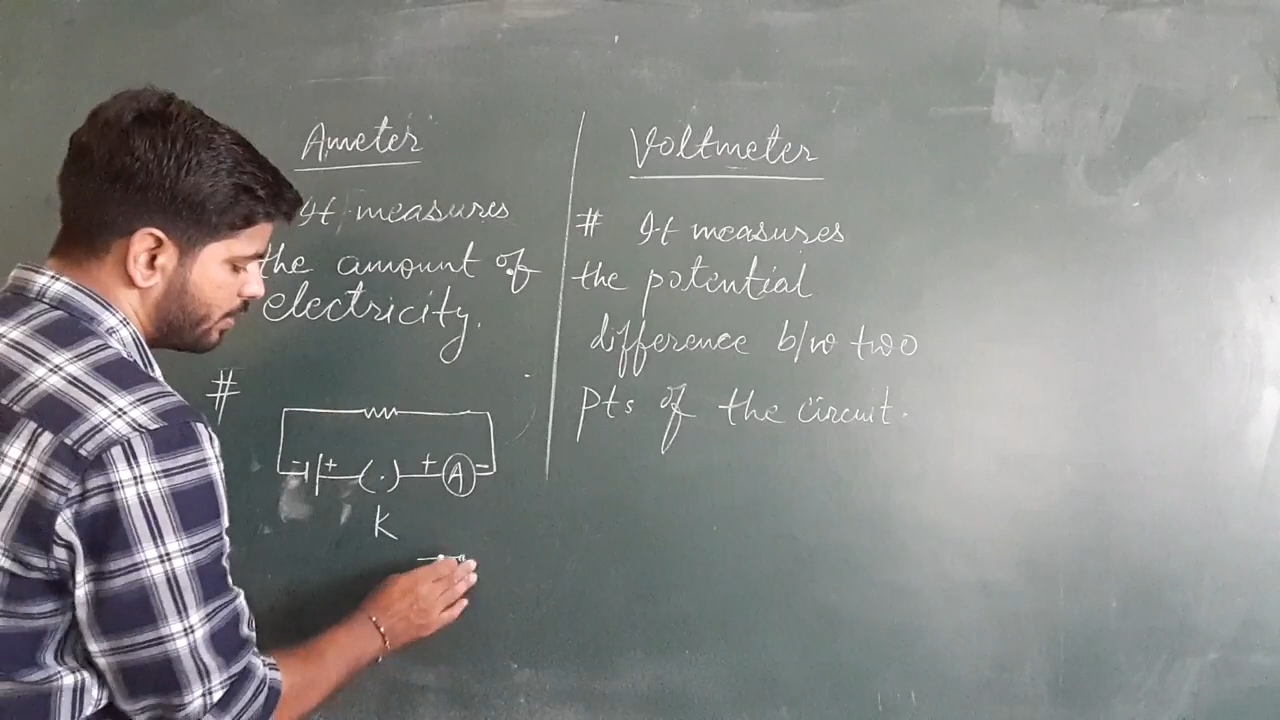 Ameter
It measures
the amount of
electricity.
#
- + + A -
K
Voltmeter
# It measures
the potential
difference b/w two
Pts of the circuit.